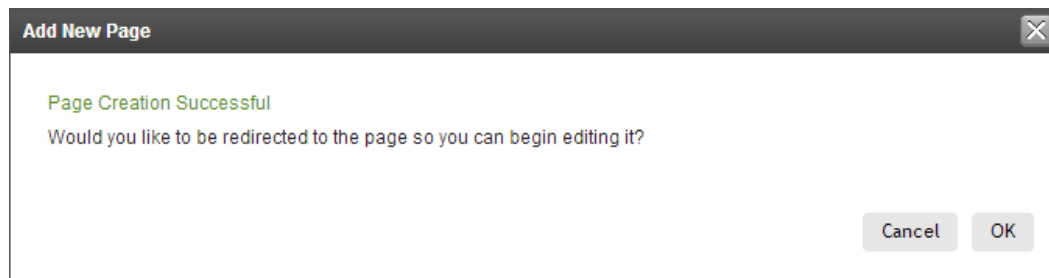 Add New Page
Page Creation Successful
Would you like to be redirected to the page so you can begin editing it?
Cancel OK